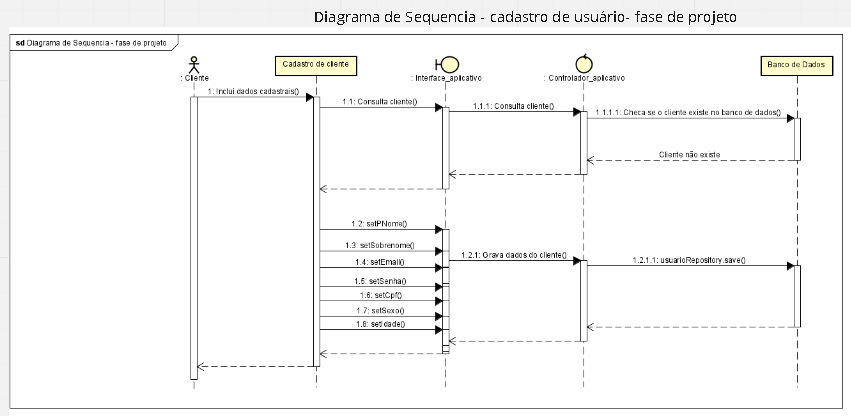 Diagrama de Sequencia - cadastro de usuário- fase de projeto
sd Diagrama de Sequencia - fase de projeto
: Cliente
Cadastro de cliente
: Interface_aplicativo
: Controlador_aplicativo
Banco de Dados
1: Inclui dados cadastrais()
1.1: Consulta cliente()
1.1.1: Consulta cliente()
1.1.1.1: Checa se o cliente existe no banco de dados()
Cliente não existe
1.2: setPNome()
1.3: setSobrenome()
1.4: setEmail()
1.2.1: Grava dados do cliente()
1.2.1.1: usuarioRepository.save()
1.5: setSenha()
1.6: setCpf()
1.7: setSexo()
1.8: setIdade()